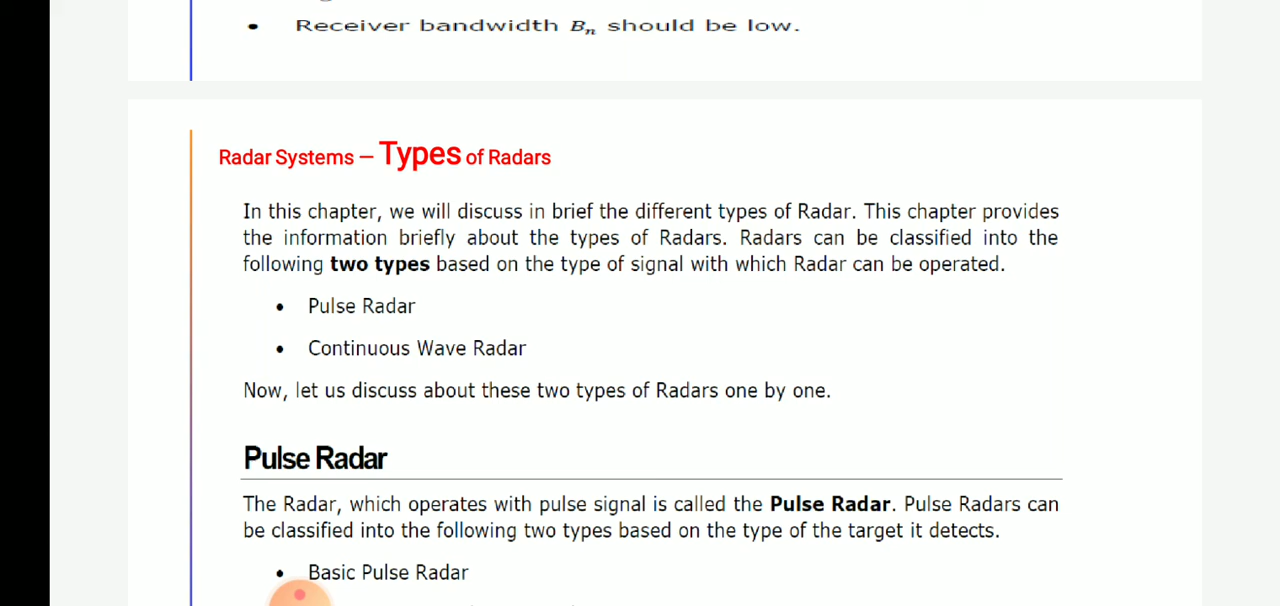 • Receiver bandwidth Bn should be low.
Radar Systems – Types of Radars
In this chapter, we will discuss in brief the different types of Radar. This chapter provides
the information briefly about the types of Radars. Radars can be classified into the
following two types based on the type of signal with which Radar can be operated.
• Pulse Radar
• Continuous Wave Radar
Now, let us discuss about these two types of Radars one by one.
Pulse Radar
The Radar, which operates with pulse signal is called the Pulse Radar. Pulse Radars can
be classified into the following two types based on the type of the target it detects.
• Basic Pulse Radar